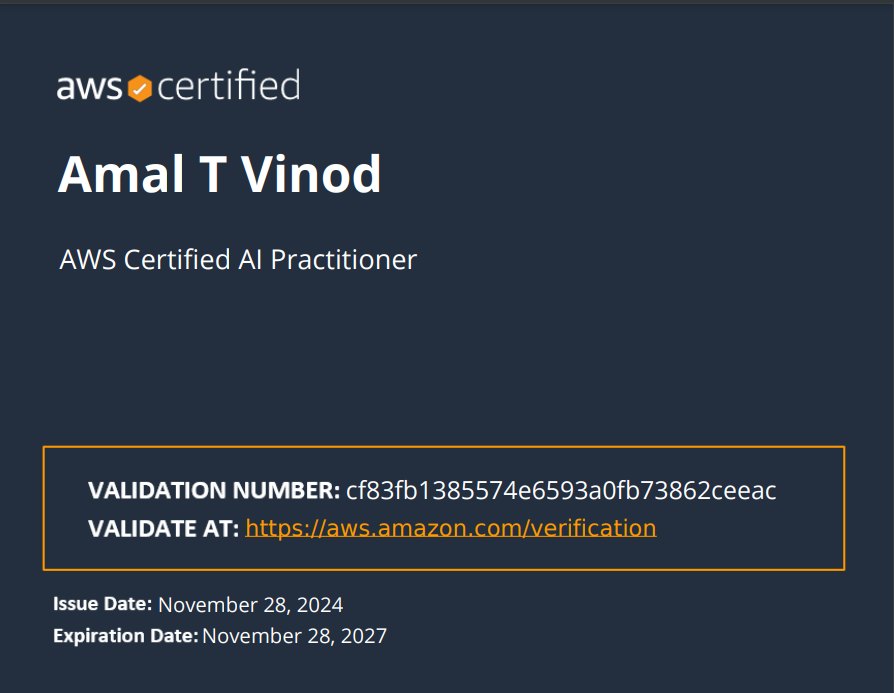 aws certified
Amal T Vinod
AWS Certified AI Practitioner
VALIDATION NUMBER: cf83fb1385574e6593a0fb73862ceeac
VALIDATE AT: https://aws.amazon.com/verification
Issue Date: November 28, 2024
Expiration Date: November 28, 2027